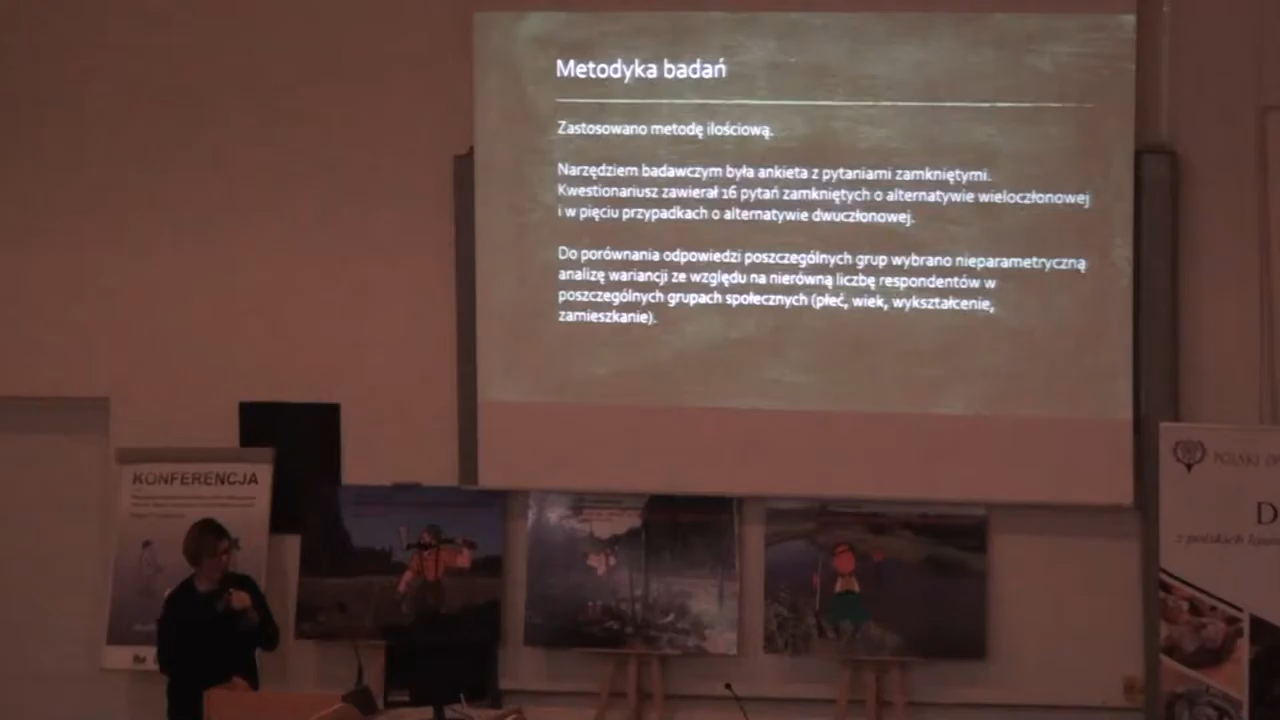 Metodyka badań
Zastosowano metodę ilościową.
Narzędziem badawczym była ankieta z pytaniami zamkniętymi.
Kwestionariusz zawierał 16 pytań zamkniętych o alternatywie wieloczłonowej
i w pięciu przypadkach o alternatywie dwuczłonowej.
Do porównania odpowiedzi poszczególnych grup wybrano nieparametryczną
analizę wariancji ze względu na nierówną liczbę respondentów w
poszczególnych grupach społecznych (płeć, wiek, wykształcenie,
zamieszkanie).
KONFERENCJA
POLSKI
D
z polskich